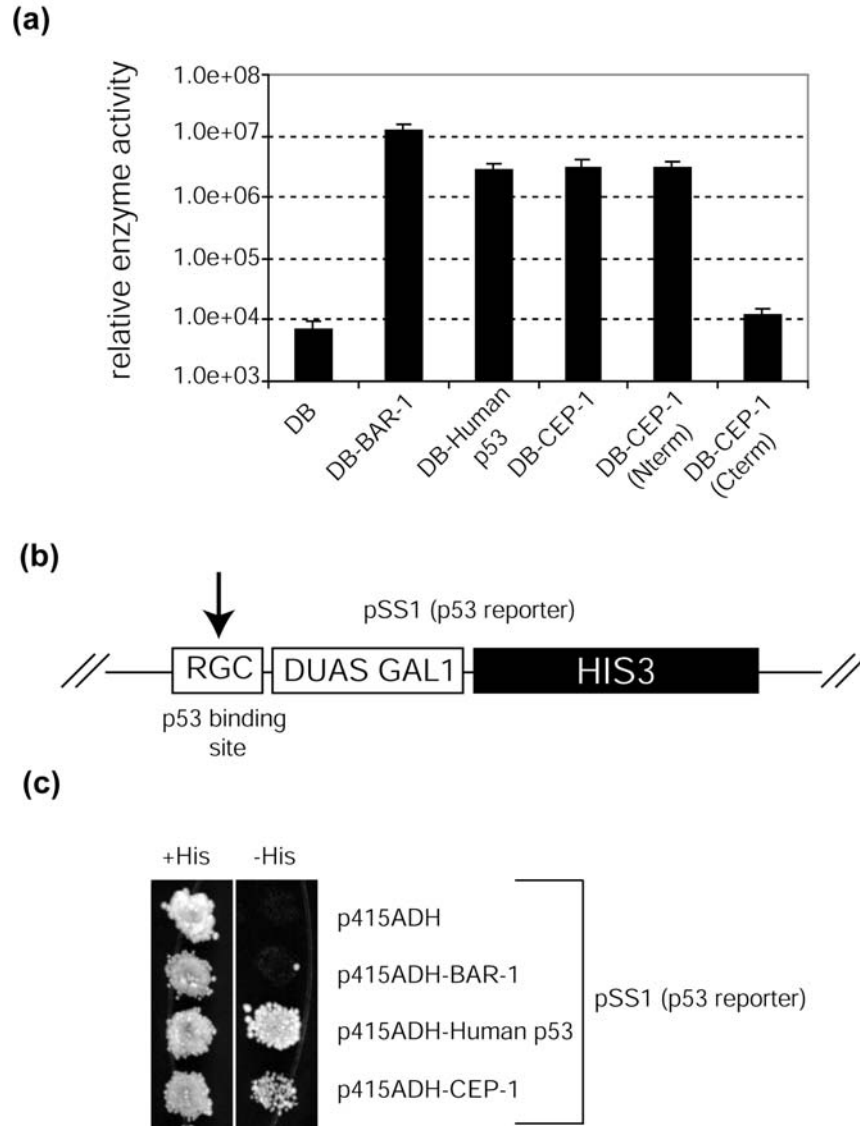 (a)
relative enzyme activity
1.0e+08
1.0e+07
1.0e+06
1.0e+05
1.0e+04
1.0e+03
DB
DB-BAR-1
DB-Human
p53
DB-CEP-1
DB-CEP-1
(Nterm)
DB-CEP-1
(Cterm)
(b)
pSS1 (p53 reporter)
RGC
DUAS GAL1
HIS3
p53 binding
site
(c)
+His
-His
p415ADH
p415ADH-BAR-1
p415ADH-Human p53
p415ADH-CEP-1
pSS1 (p53 reporter)